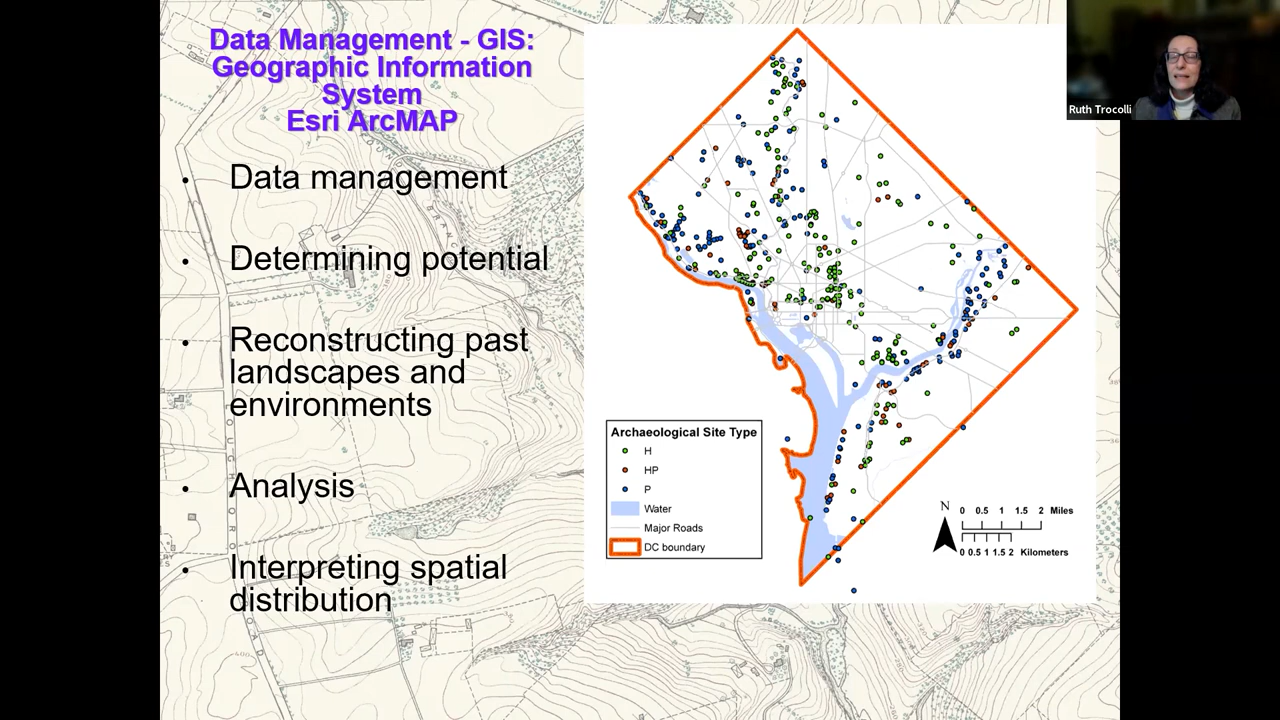 Data Management - GIS:
Geographic Information
System
Esri ArcMAP
• Data management
• Determining potential
• Reconstructing past
landscapes and
environments
• Analysis
• Interpreting spatial
distribution
Archaeological Site Type
H
HP
P
Water
Major Roads
DC boundary
N
0 0.5 1 1.5 2 Miles
0 0.5 1 1.5 2 Kilometers
Ruth Trocolli